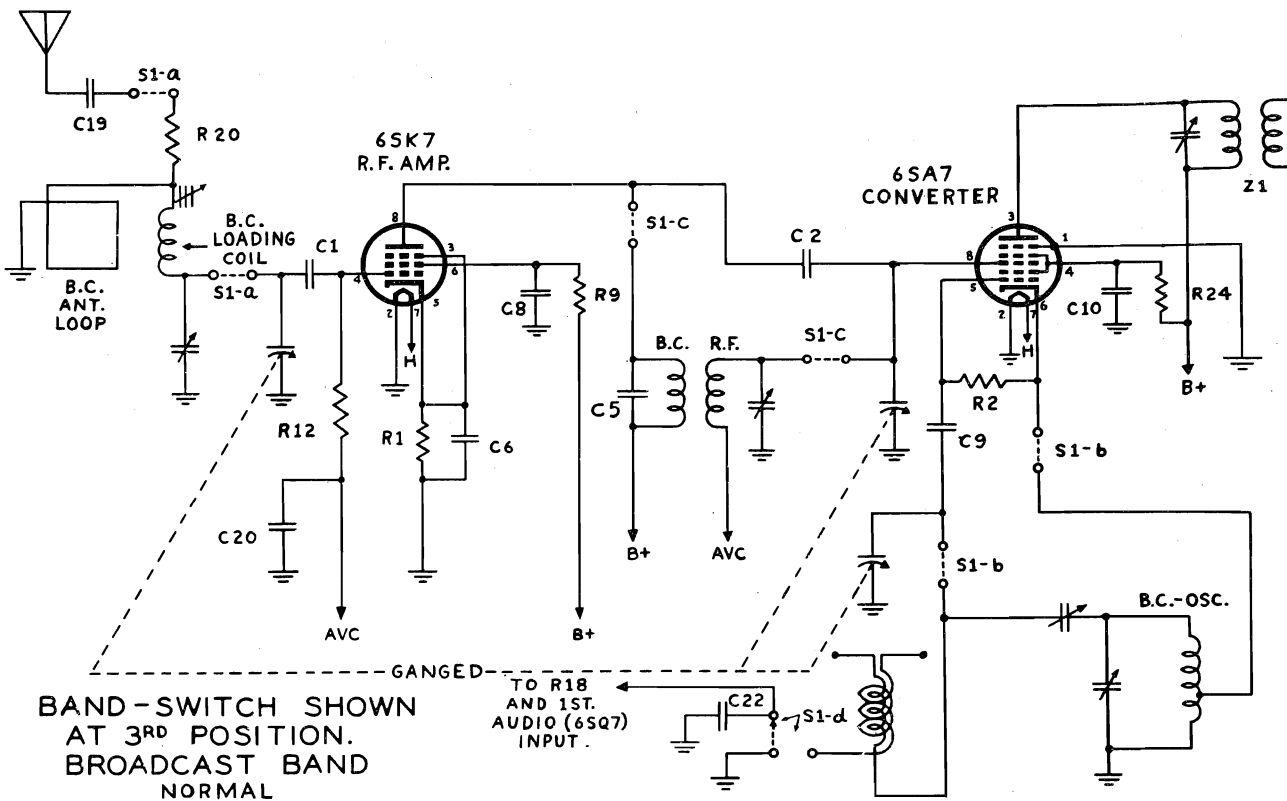 S1-a
C19
R 20
6SK7
R.F. AMP.
6SA7
CONVERTER
Z1
B.C.
LOADING
COIL
S1-a
B.C.
ANT.
LOOP
C1
8
3
6
4
5
2
7
H
C8
R9
S1-C
C 2
3
1
8
4
5
6
2
7
H
C10
R24
B+
B.C.
R.F.
S1-C
C5
R12
R1
C 6
R2
C9
S1-b
C20
B+
AVC
S1-b
AVC
B+
B.C.-OSC.
GANGED
TO R18
AND 1ST.
AUDIO (6SQ7)
INPUT.
C22
S1-d
BAND-SWITCH SHOWN
AT 3RD POSITION.
BROADCAST BAND
NORMAL